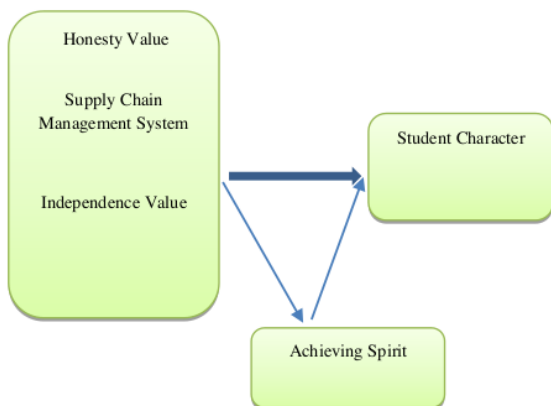 Honesty Value
Supply Chain
Management System
Student Character
Independence Value
Achieving Spirit